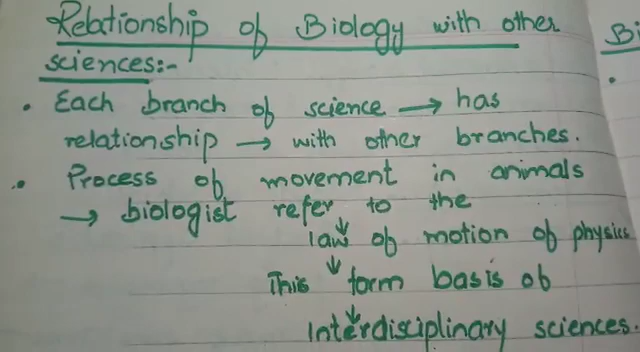 Relationship of Biology with other
sciences:-
• Each branch of science → has
relationship → with other branches.
• Process of movement in animals
→ biologist refer to the
↓
law of motion of physics
↓
This form basis of
↓
Interdisciplinary sciences.
Bi
•